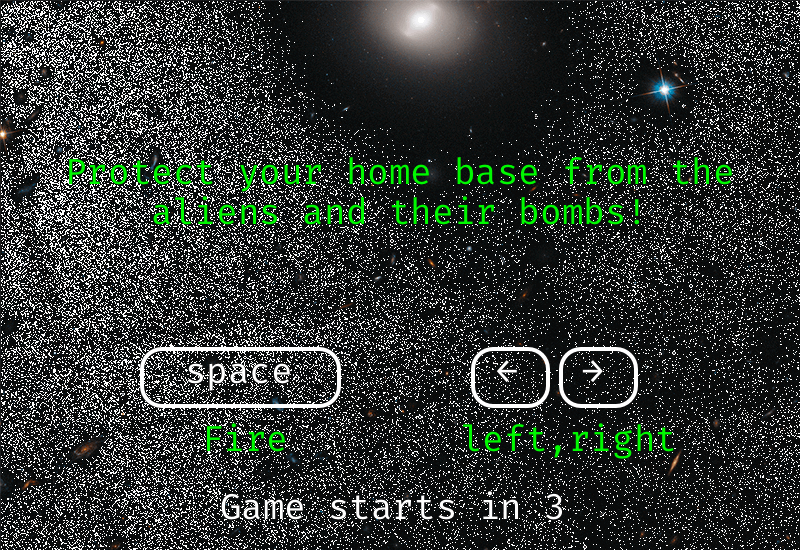 Protect your home base from the
aliens and their bombs!
space ← →
Fire left,right
Game starts in 3